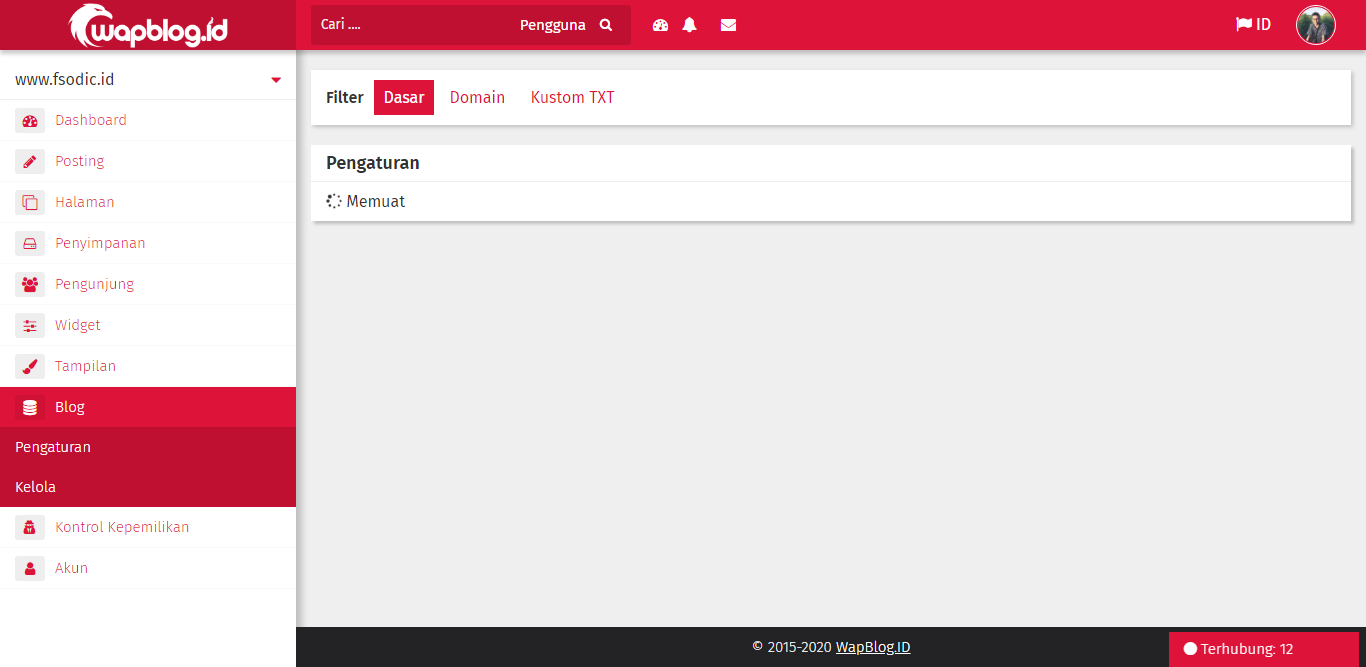 wapblog.id
Cari .... Pengguna
ID
www.fsodic.id
Dashboard
Posting
Halaman
Penyimpanan
Pengunjung
Widget
Tampilan
Blog
Pengaturan
Kelola
Kontrol Kepemilikan
Akun
Filter Dasar Domain Kustom TXT
Pengaturan
Memuat
© 2015-2020 WapBlog.ID
Terhubung: 12